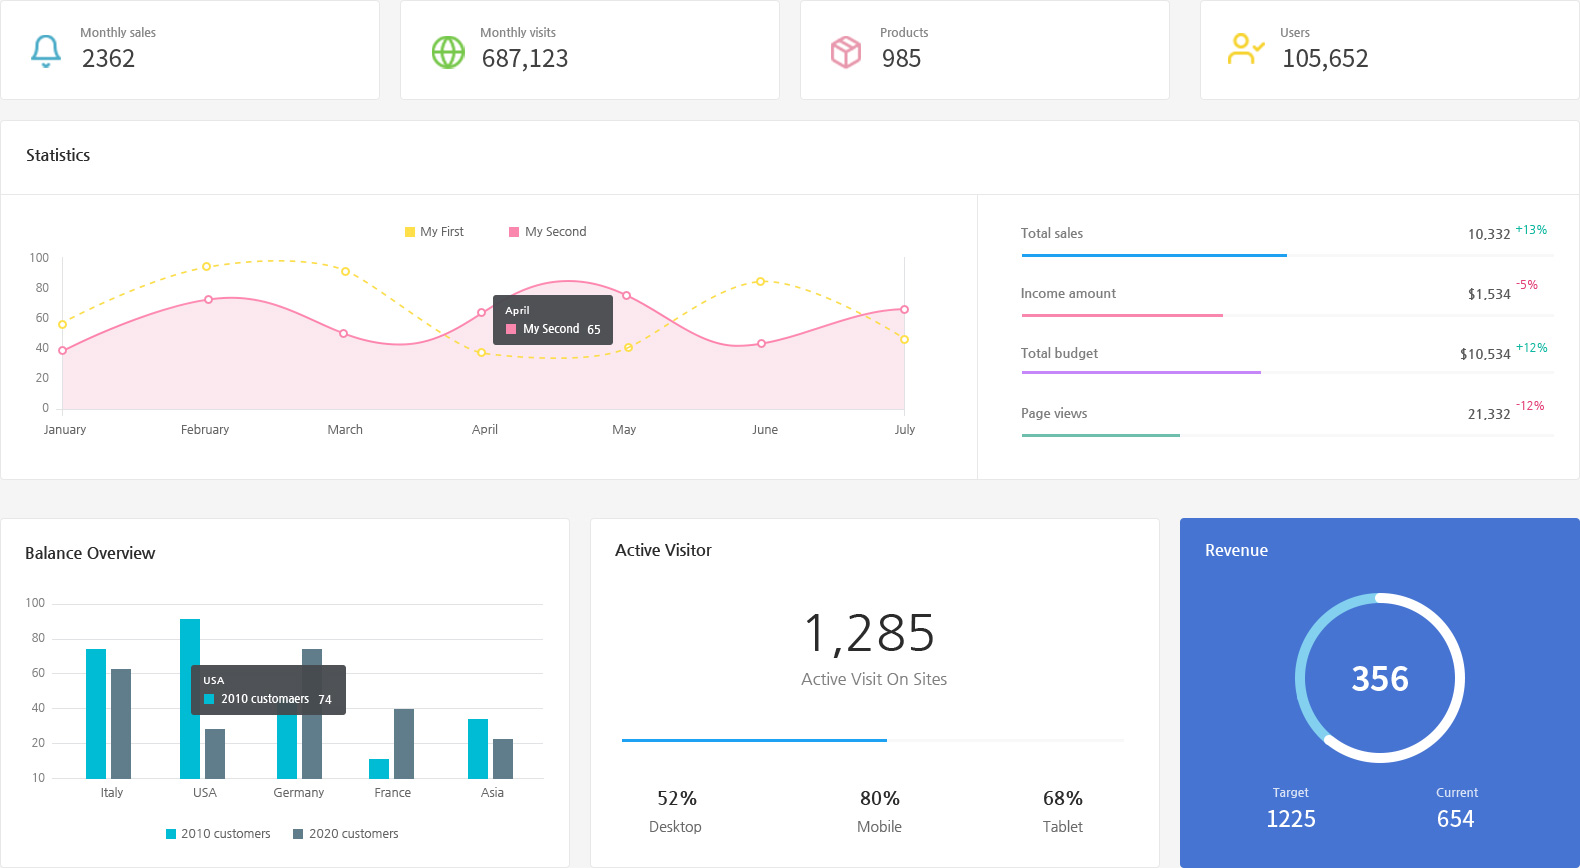 Monthly sales
2362
Monthly visits
687,123
Products
985
Users
105,652
Statistics
My First
My Second
100
80
60
40
20
0
April
My Second 65
January
February
March
April
May
June
July
Total sales
10,332 +13%
Income amount
$1,534 -5%
Total budget
$10,534 +12%
Page views
21,332 -12%
Balance Overview
100
80
60
40
20
10
USA
2010 customaers 74
Italy
USA
Germany
France
Asia
2010 customers
2020 customers
Active Visitor
1,285
Active Visit On Sites
52%
Desktop
80%
Mobile
68%
Tablet
Revenue
356
Target
1225
Current
654